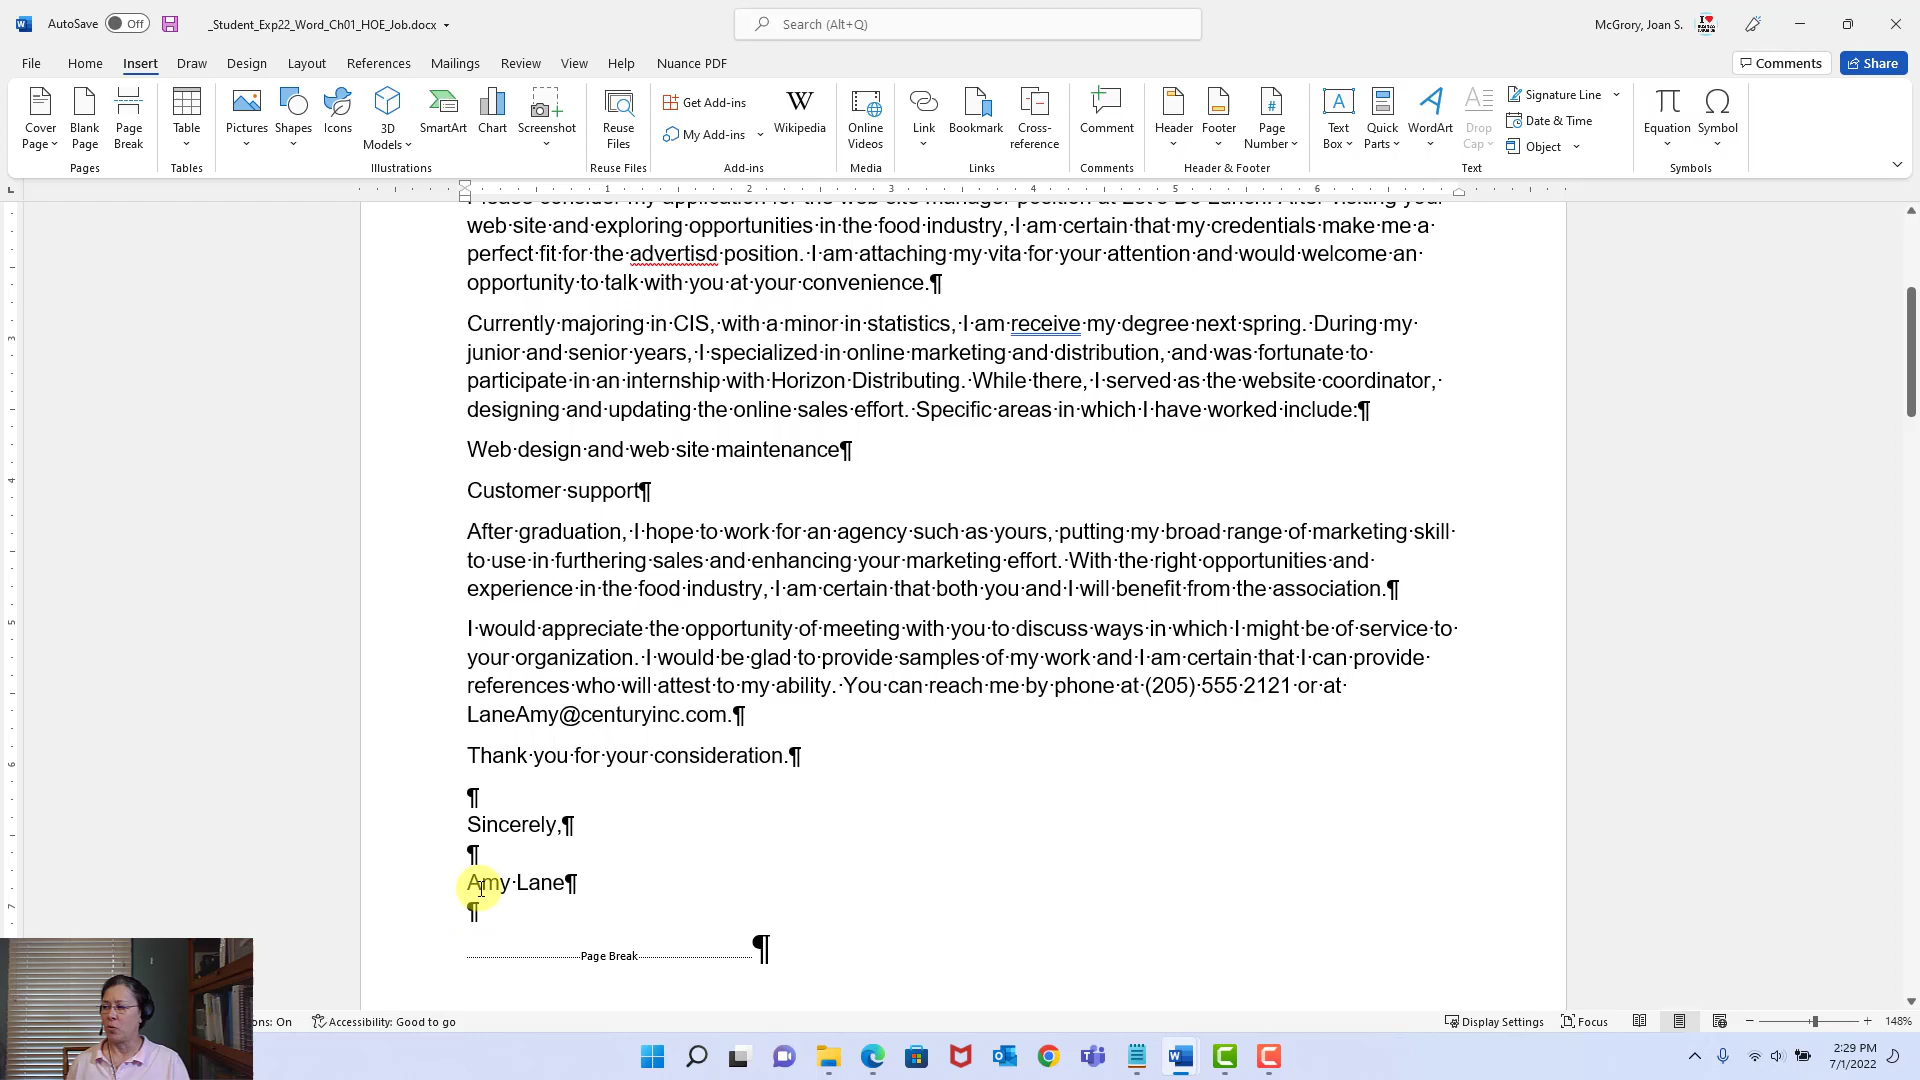 AutoSave Off _Student_Exp22_Word_Ch01_HOE_Job.docx Search (Alt+Q) McGrory, Joan S.
File Home Insert Draw Design Layout References Mailings Review View Help Nuance PDF Comments Share
Cover Page Blank Page Page Break Table Pictures Shapes Icons 3D Models SmartArt Chart Screenshot Reuse Files Get Add-ins My Add-ins Wikipedia Online Videos Link Bookmark Cross-reference Comment Header Footer Page Number Text Box Quick Parts WordArt Drop Cap Signature Line Date & Time Object Equation Symbol
Pages Tables Illustrations Reuse Files Add-ins Media Links Comments Header & Footer Text Symbols
1 2 3 4 5 6
web·site·and·exploring·opportunities·in·the·food·industry,·I·am·certain·that·my·credentials·make·me·a·
perfect·fit·for·the·advertisd·position.·I·am·attaching·my·vita·for·your·attention·and·would·welcome·an·
opportunity·to·talk·with·you·at·your·convenience.¶
Currently·majoring·in·CIS,·with·a·minor·in·statistics,·I·am·receive·my·degree·next·spring.·During·my·
junior·and·senior·years,·I·specialized·in·online·marketing·and·distribution,·and·was·fortunate·to·
participate·in·an·internship·with·Horizon·Distributing.·While·there,·I·served·as·the·website·coordinator,·
designing·and·updating·the·online·sales·effort.·Specific·areas·in·which·I·have·worked·include:¶
Web·design·and·web·site·maintenance¶
Customer·support¶
After·graduation,·I·hope·to·work·for·an·agency·such·as·yours,·putting·my·broad·range·of·marketing·skill·
to·use·in·furthering·sales·and·enhancing·your·marketing·effort.·With·the·right·opportunities·and·
experience·in·the·food·industry,·I·am·certain·that·both·you·and·I·will·benefit·from·the·association.¶
I·would·appreciate·the·opportunity·of·meeting·with·you·to·discuss·ways·in·which·I·might·be·of·service·to·
your·organization.·I·would·be·glad·to·provide·samples·of·my·work·and·I·am·certain·that·I·can·provide·
references·who·will·attest·to·my·ability.·You·can·reach·me·by·phone·at·(205)·555·2121·or·at·
LaneAmy@centuryinc.com.¶
Thank·you·for·your·consideration.¶
¶
Sincerely,¶
¶
Amy·Lane¶
¶
Page Break ¶
3
4
5
6
7
ons: On Accessibility: Good to go Display Settings Focus 148%
2:29 PM
7/1/2022